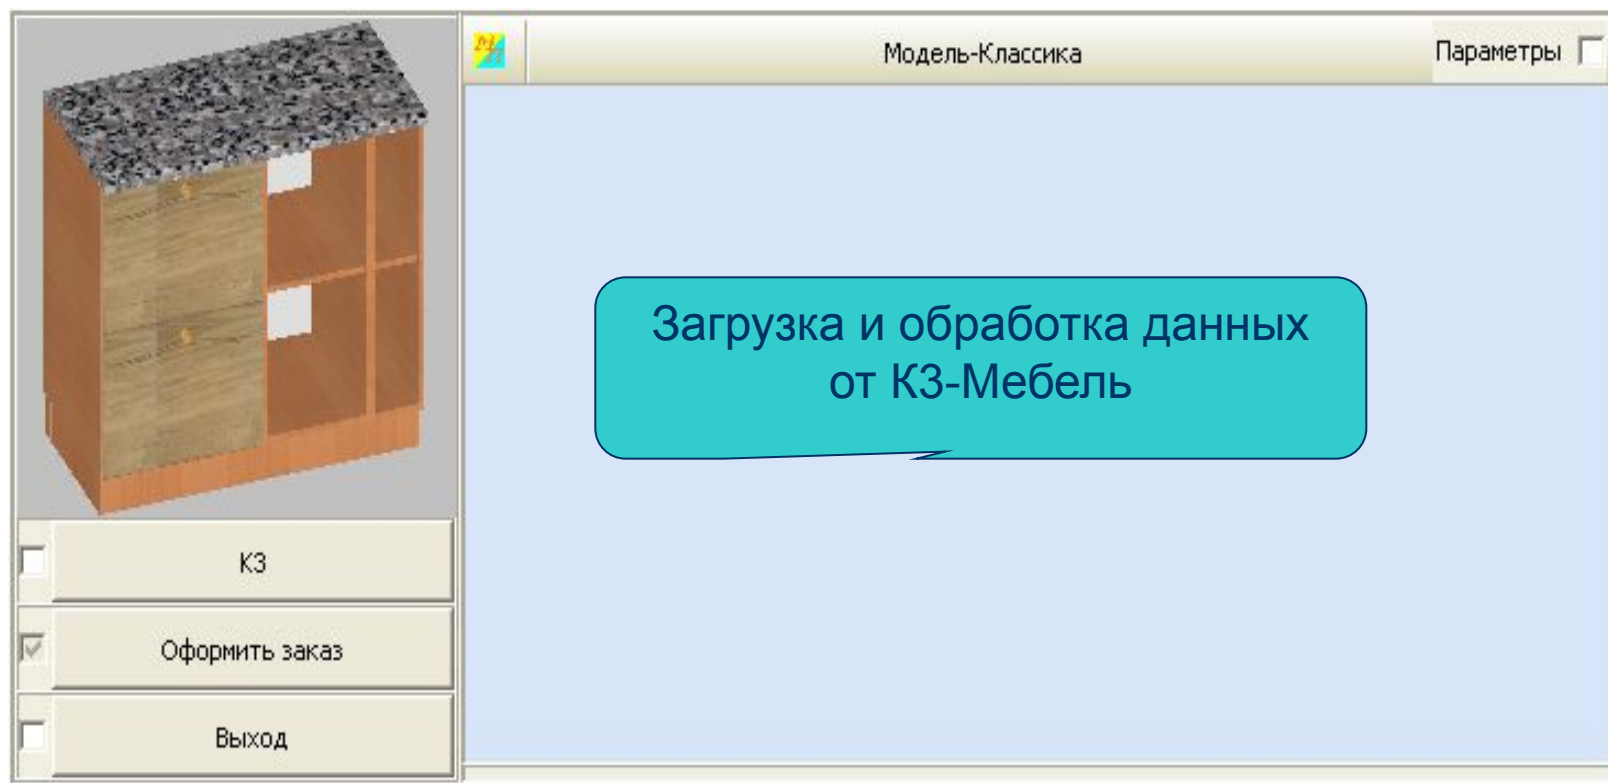 Модель-Классика
Параметры
Загрузка и обработка данных
от К3-Мебель
К3
Оформить заказ
Выход